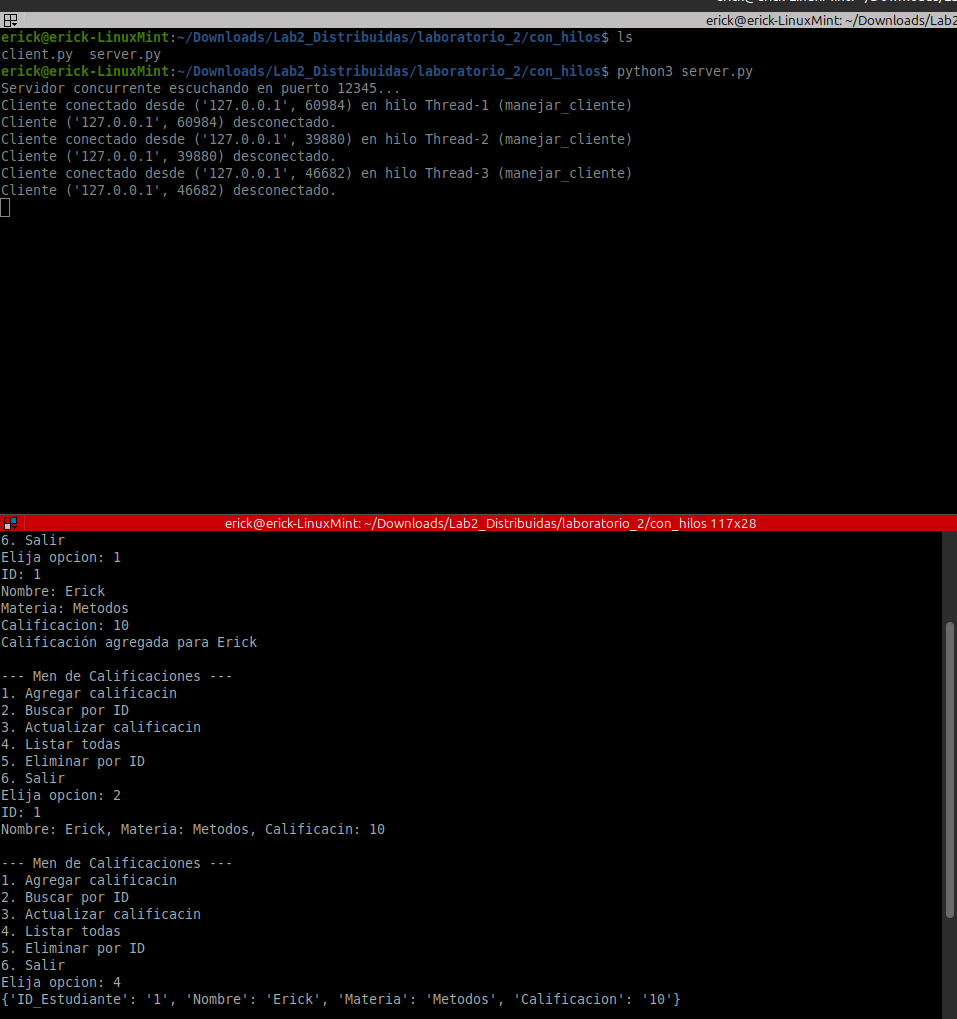 erick@erick-LinuxMint: ~/Downloads/Lab2
erick@erick-LinuxMint:~/Downloads/Lab2_Distribuidas/laboratorio_2/con_hilos$ ls
client.py  server.py
erick@erick-LinuxMint:~/Downloads/Lab2_Distribuidas/laboratorio_2/con_hilos$ python3 server.py
Servidor concurrente escuchando en puerto 12345...
Cliente conectado desde ('127.0.0.1', 60984) en hilo Thread-1 (manejar_cliente)
Cliente ('127.0.0.1', 60984) desconectado.
Cliente conectado desde ('127.0.0.1', 39880) en hilo Thread-2 (manejar_cliente)
Cliente ('127.0.0.1', 39880) desconectado.
Cliente conectado desde ('127.0.0.1', 46682) en hilo Thread-3 (manejar_cliente)
Cliente ('127.0.0.1', 46682) desconectado.
erick@erick-LinuxMint: ~/Downloads/Lab2_Distribuidas/laboratorio_2/con_hilos 117x28
6. Salir
Elija opcion: 1
ID: 1
Nombre: Erick
Materia: Metodos
Calificacion: 10
Calificación agregada para Erick
--- Men de Calificaciones ---
1. Agregar calificacin
2. Buscar por ID
3. Actualizar calificacin
4. Listar todas
5. Eliminar por ID
6. Salir
Elija opcion: 2
ID: 1
Nombre: Erick, Materia: Metodos, Calificacin: 10
--- Men de Calificaciones ---
1. Agregar calificacin
2. Buscar por ID
3. Actualizar calificacin
4. Listar todas
5. Eliminar por ID
6. Salir
Elija opcion: 4
{'ID_Estudiante': '1', 'Nombre': 'Erick', 'Materia': 'Metodos', 'Calificacion': '10'}